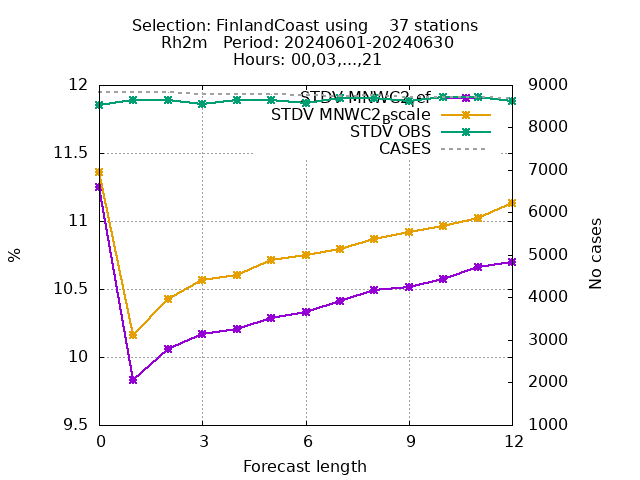 Selection: FinlandCoast using 37 stations
Rh2m Period: 20240601-20240630
Hours: 00,03,...,21
12 9000
STDV MNWC2_ref
STDV MNWC2_Bscale
STDV OBS
CASES
8000
11.5
7000
11
6000
%
No cases
5000
10.5
4000
3000
10
2000
9.5 1000
0 3 6 9 12
Forecast length